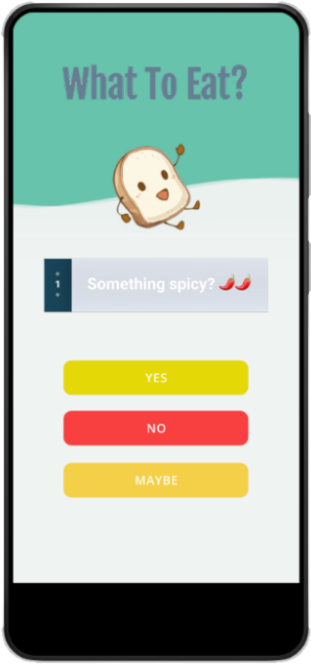 What To Eat?
1
Something spicy? 🌶️🌶️
YES
NO
MAYBE